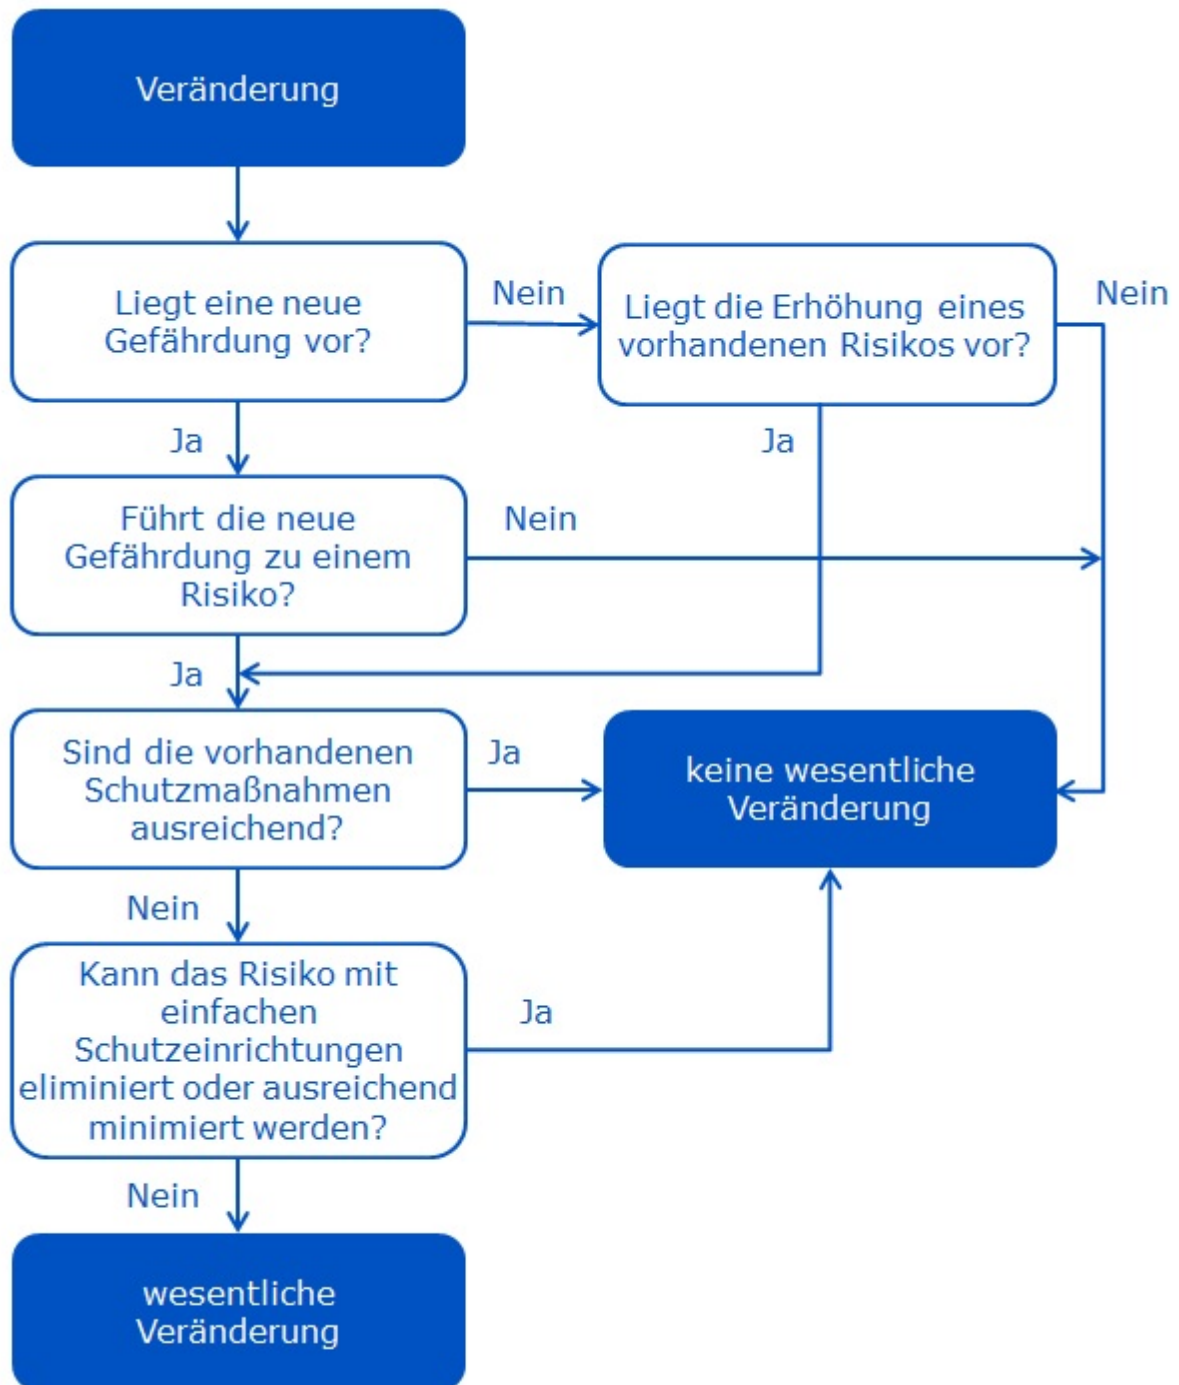 Veränderung
Liegt eine neue
Gefährdung vor?
Nein
Liegt die Erhöhung eines
vorhandenen Risikos vor?
Nein
Ja
Ja
Führt die neue
Gefährdung zu einem
Risiko?
Nein
Ja
Sind die vorhandenen
Schutzmaßnahmen
ausreichend?
Ja
keine wesentliche
Veränderung
Nein
Kann das Risiko mit
einfachen
Schutzeinrichtungen
eliminiert oder ausreichend
minimiert werden?
Ja
Nein
wesentliche
Veränderung